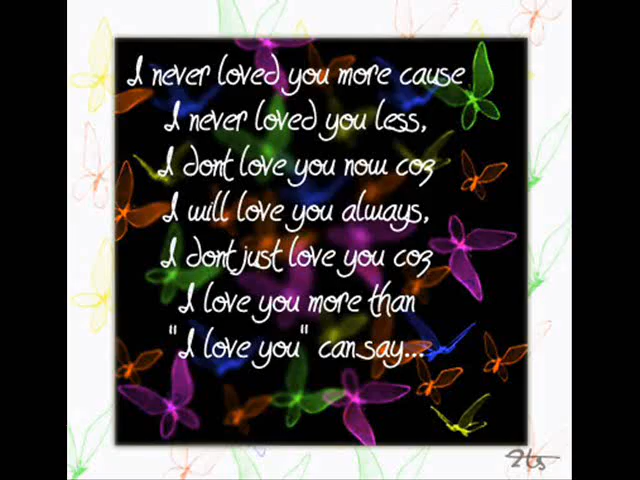 I never loved you more cause
I never loved you less,
I dont love you now coz
I will love you always,
I dont just love you coz
I love you more than
"I love you" can say...